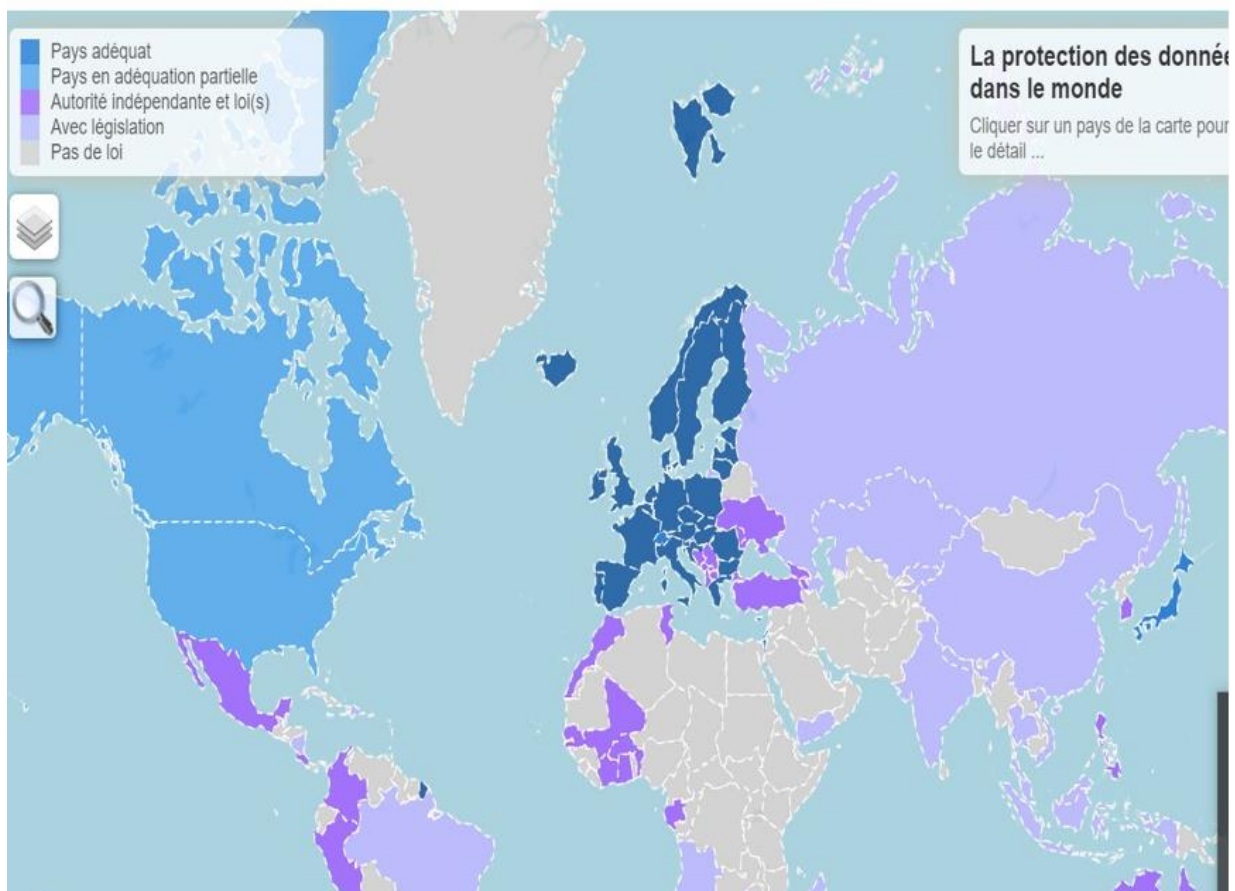 Pays adéquat
Pays en adéquation partielle
Autorité indépendante et loi(s)
Avec législation
Pas de loi
La protection des donnée
dans le monde
Cliquer sur un pays de la carte pour
le détail ...